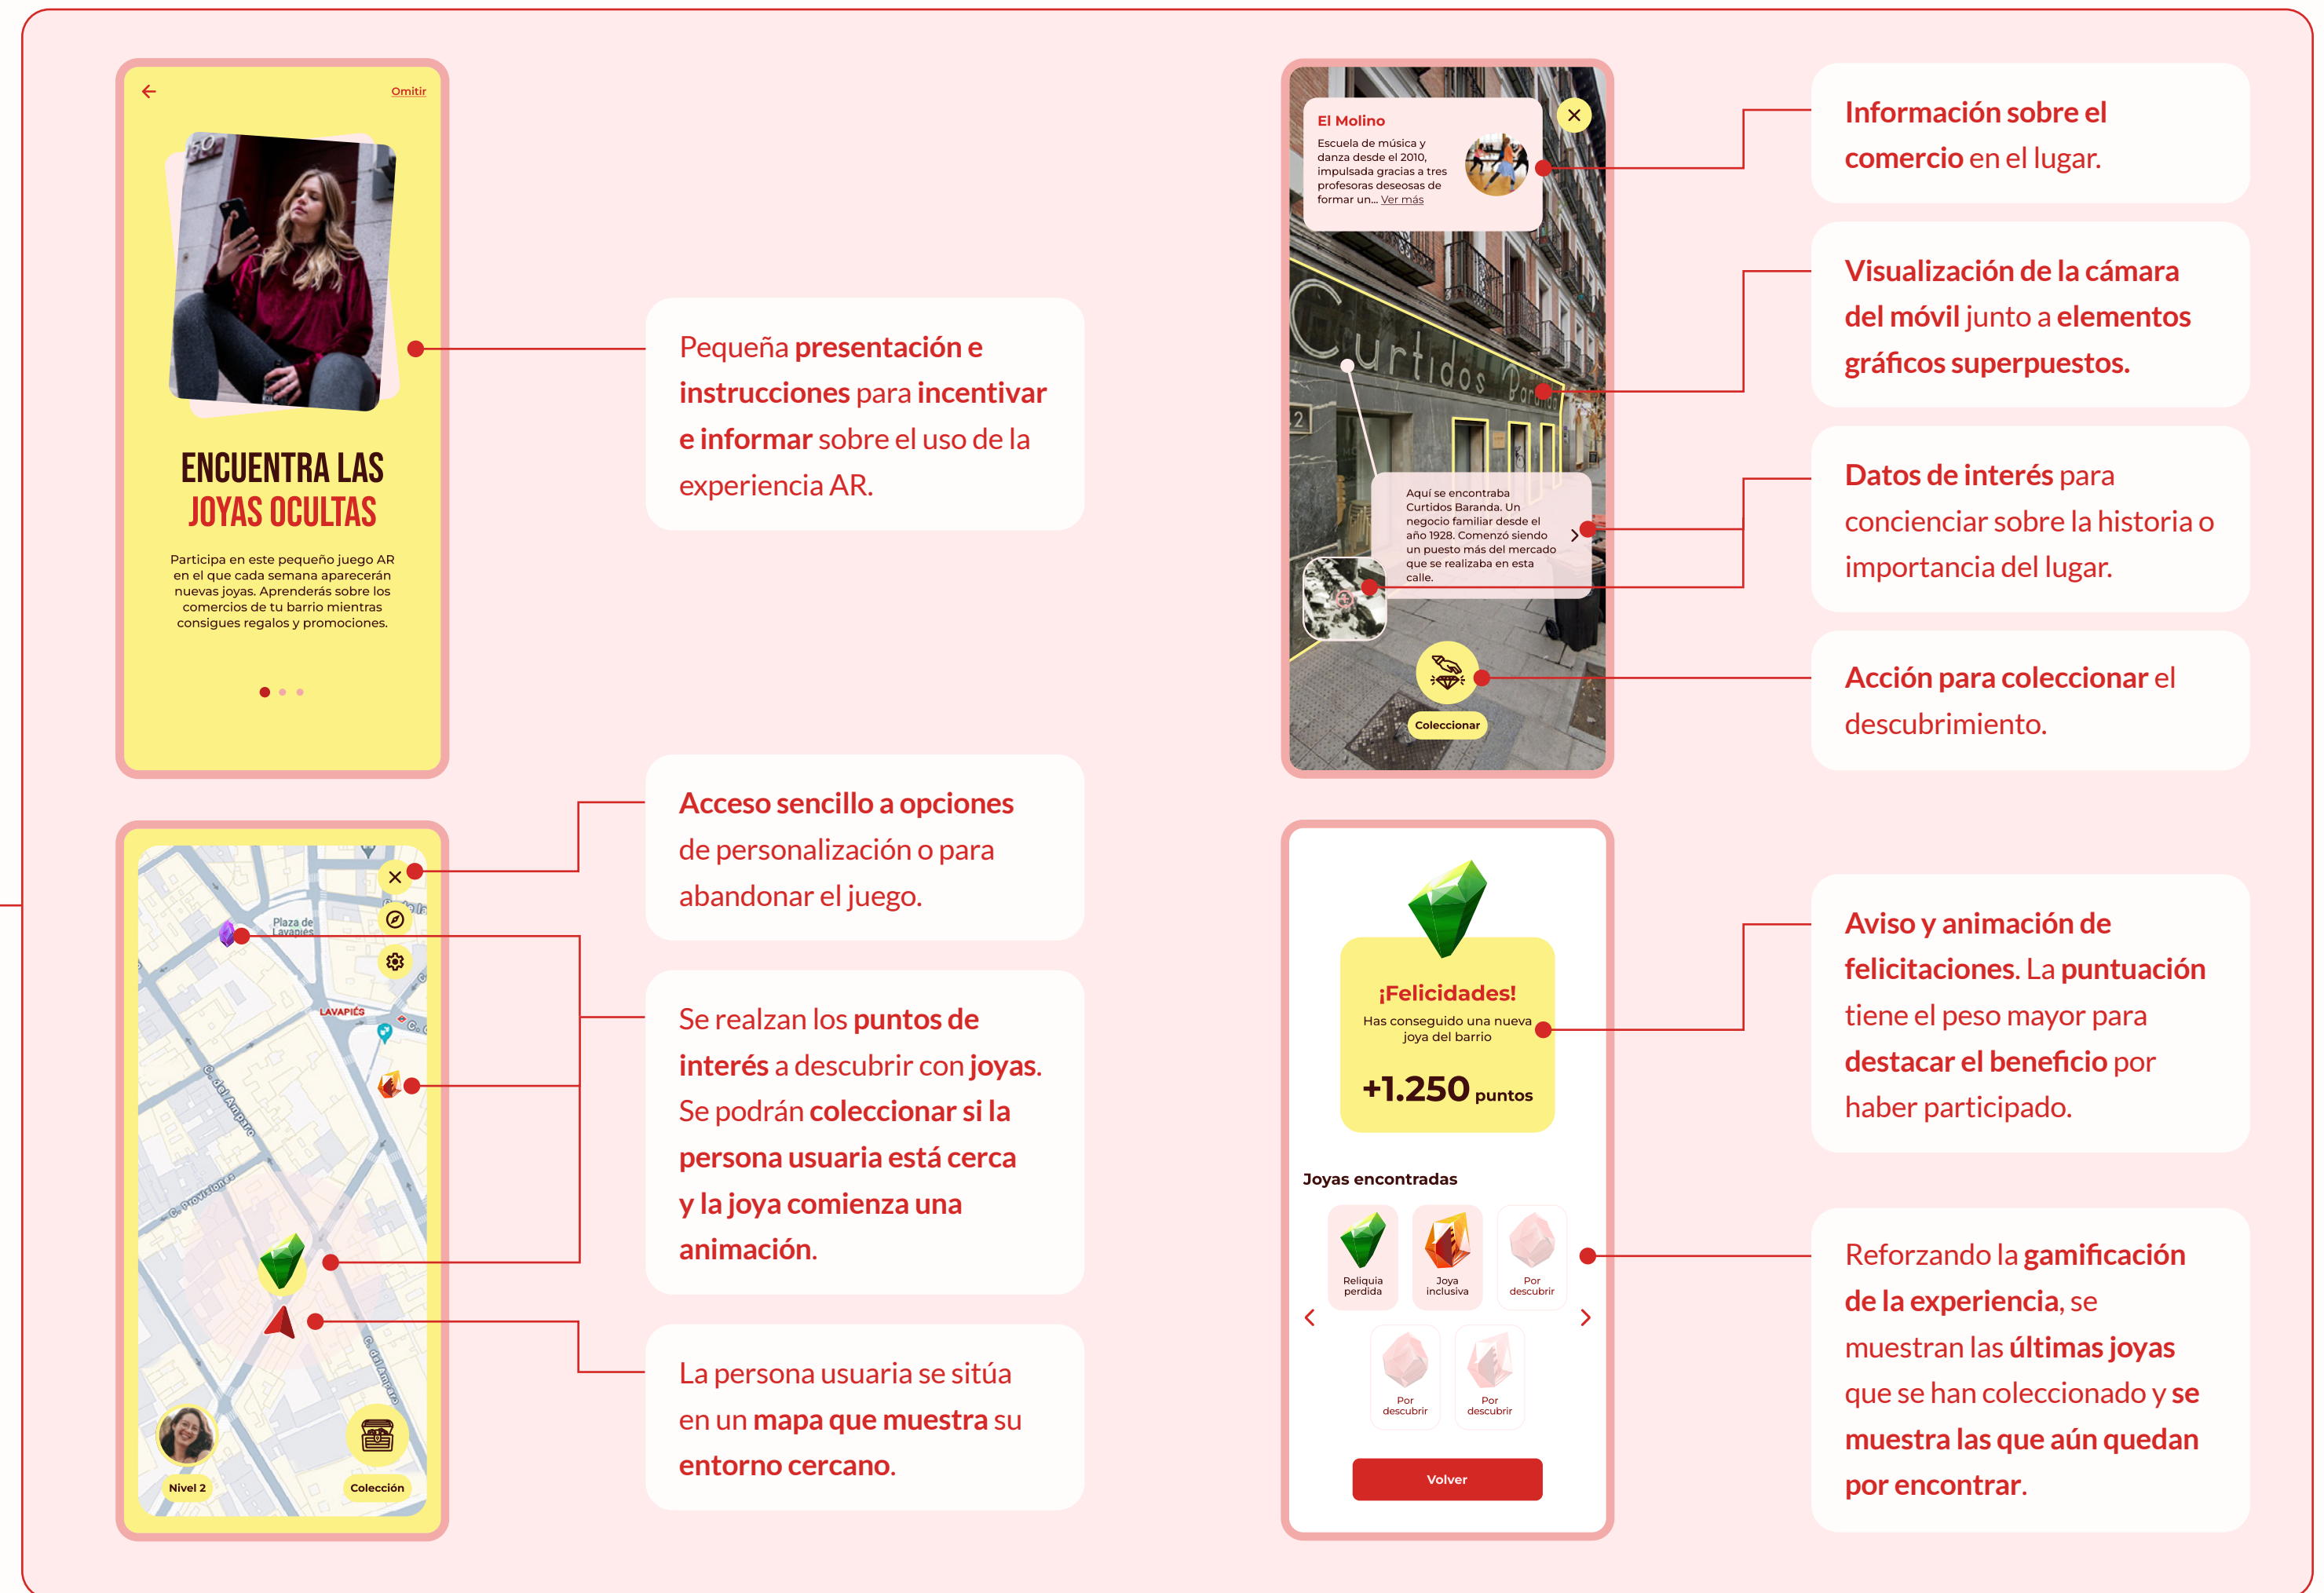 Omitir
50
ENCUENTRA LAS
JOYAS OCULTAS
Participa en este pequeño juego AR
en el que cada semana aparecerán
nuevas joyas. Aprenderás sobre los
comercios de tu barrio mientras
consigues regalos y promociones.
Pequeña presentación e
instrucciones para incentivar
e informar sobre el uso de la
experiencia AR.
Plaza de
Lavapiés
LAVAPIÉS
C. del Amparo
C. Provisiones
C. del Amparo
Nivel 2
Colección
Acceso sencillo a opciones
de personalización o para
abandonar el juego.
Se realzan los puntos de
interés a descubrir con joyas.
Se podrán coleccionar si la
persona usuaria está cerca
y la joya comienza una
animación.
La persona usuaria se sitúa
en un mapa que muestra su
entorno cercano.
El Molino
Escuela de música y
danza desde el 2010,
impulsada gracias a tres
profesoras deseosas de
formar un... Ver más
Curtidos Baranda
Aquí se encontraba
Curtidos Baranda. Un
negocio familiar desde el
año 1928. Comenzó siendo
un puesto más del mercado
que se realizaba en esta
calle.
Coleccionar
Información sobre el
comercio en el lugar.
Visualización de la cámara
del móvil junto a elementos
gráficos superpuestos.
Datos de interés para
concienciar sobre la historia o
importancia del lugar.
Acción para coleccionar el
descubrimiento.
¡Felicidades!
Has conseguido una nueva
joya del barrio
+1.250 puntos
Joyas encontradas
Reliquia
perdida
Joya
inclusiva
Por
descubrir
Por
descubrir
Por
descubrir
Volver
Aviso y animación de
felicitaciones. La puntuación
tiene el peso mayor para
destacar el beneficio por
haber participado.
Reforzando la gamificación
de la experiencia, se
muestran las últimas joyas
que se han coleccionado y se
muestra las que aún quedan
por encontrar.